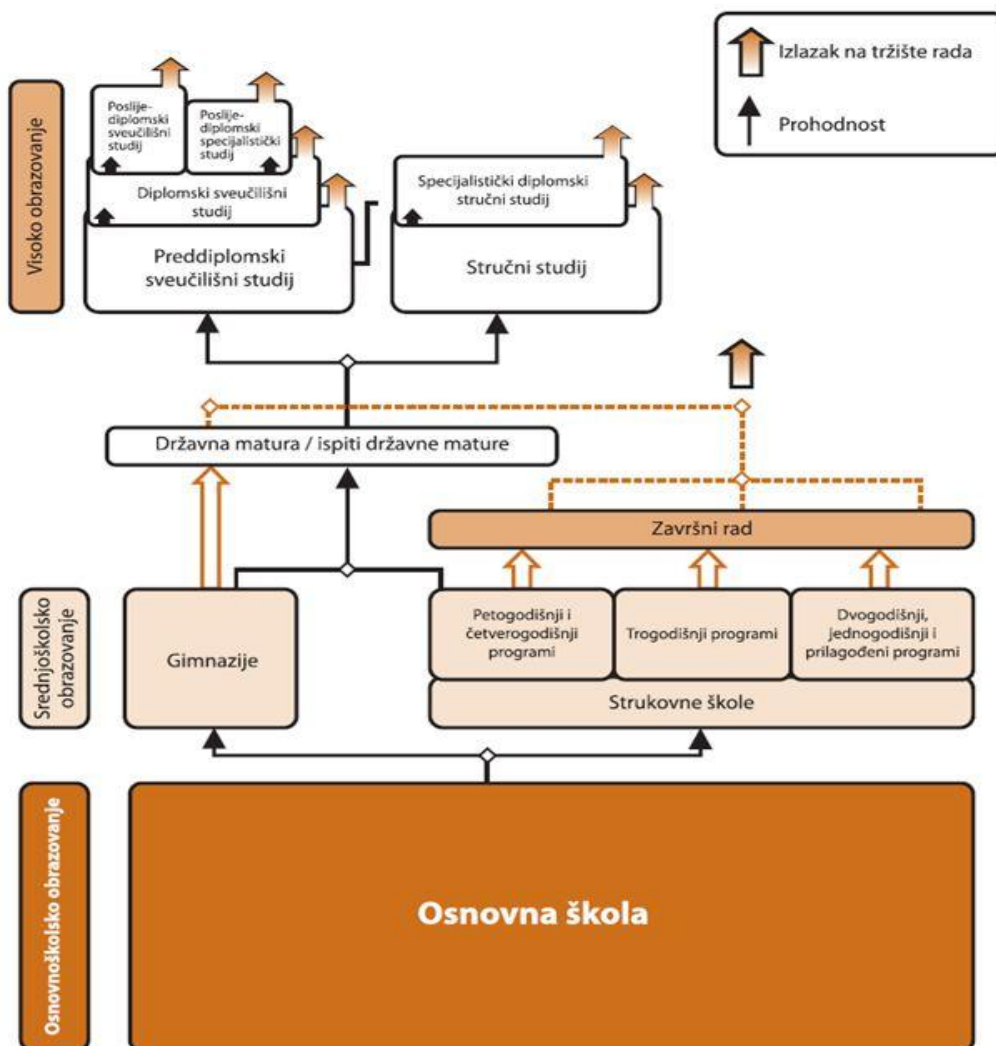 Izlazak na tržište rada
Prohodnost
Visoko obrazovanje
Poslije-
diplomski
sveučilišni
studij
Poslije-
diplomski
specijalistički
studij
Diplomski sveučilišni
studij
Preddiplomski
sveučilišni studij
Specijalistički diplomski
stručni studij
Stručni studij
Državna matura / ispiti državne mature
Završni rad
Srednjoškolsko
obrazovanje
Gimnazije
Petogodišnji i
četverogodišnji
programi
Trogodišnji programi
Dvogodišnji,
jednogodišnji i
prilagođeni programi
Strukovne škole
Osnovnoškolsko obrazovanje
Osnovna škola